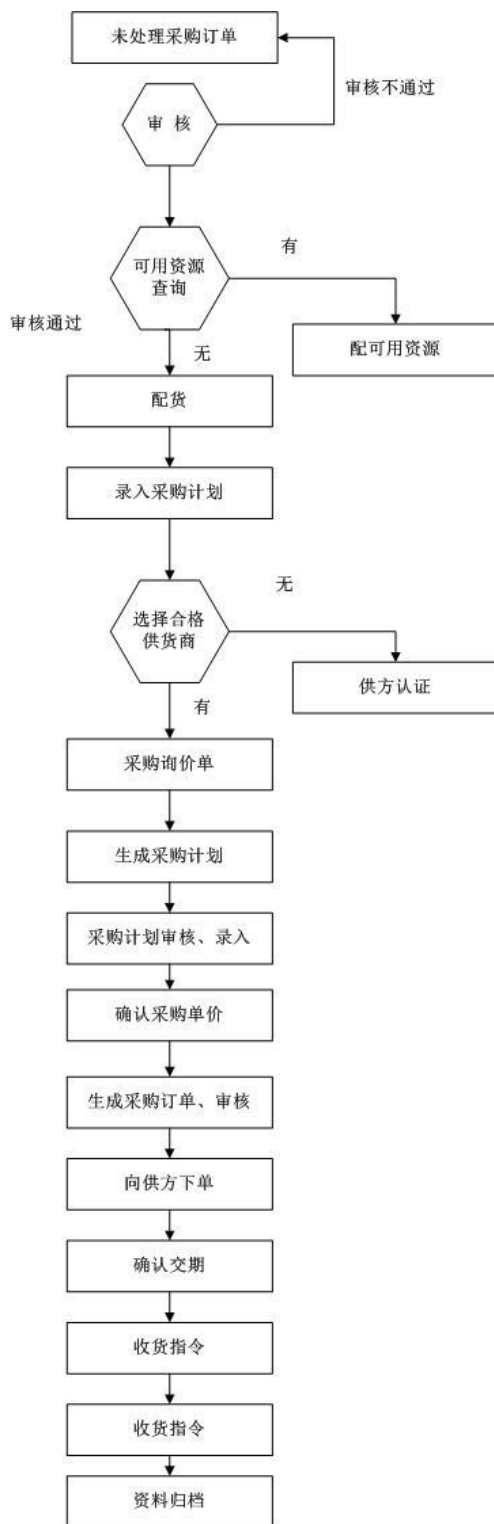 未处理采购订单
审核不通过
审 核
可用资源
查询
有
审核通过
配可用资源
无
配货
录入采购计划
选择合格
供货商
无
供方认证
有
采购询价单
生成采购计划
采购计划审核、录入
确认采购单价
生成采购订单、审核
向供方下单
确认交期
收货指令
收货指令
资料归档